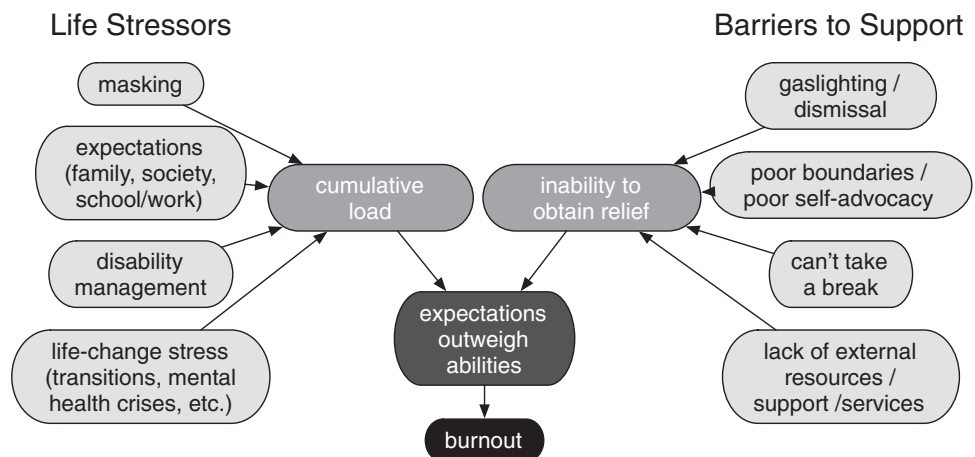 Life Stressors
Barriers to Support
masking
expectations
(family, society,
school/work)
disability
management
life-change stress
(transitions, mental
health crises, etc.)
cumulative
load
inability to
obtain relief
gaslighting /
dismissal
poor boundaries /
poor self-advocacy
can't take
a break
lack of external
resources /
support /services
expectations
outweigh
abilities
burnout